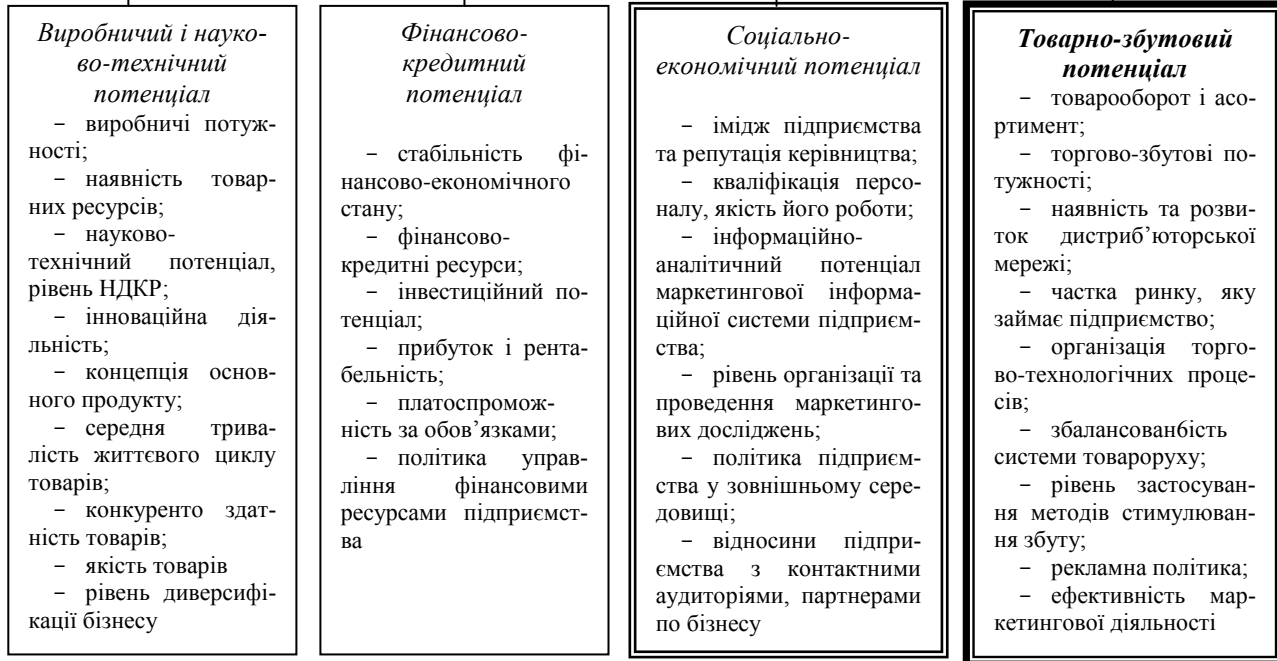 Виробничий і науко-
во-технічний
потенціал
− виробничі потуж-
ності;
− наявність товар-
них ресурсів;
− науково-
технічний потенціал,
рівень НДКР;
− інноваційна дія-
льність;
− концепція основ-
ного продукту;
− середня трива-
лість життєвого циклу
товарів;
− конкуренто здат-
ність товарів;
− якість товарів
− рівень диверсифі-
кації бізнесу
Фінансово-
кредитний
потенціал
− стабільність фі-
нансово-економічного
стану;
− фінансово-
кредитні ресурси;
− інвестиційний по-
тенціал;
− прибуток і рента-
бельність;
− платоспромож-
ність за обов’язками;
− політика управ-
ління фінансовими
ресурсами підприємст-
ва
Соціально-
економічний потенціал
− імідж підприємства
та репутація керівництва;
− кваліфікація персо-
налу, якість його роботи;
− інформаційно-
аналітичний потенціал
маркетингової інформа-
ційної системи підприєм-
ства;
− рівень організації та
проведення маркетинго-
вих досліджень;
− політика підприєм-
ства у зовнішньому сере-
довищі;
− відносини підпри-
ємства з контактними
аудиторіями, партнерами
по бізнесу
Товарно-збутовий
потенціал
− товарооборот і асо-
ртимент;
− торгово-збутові по-
тужності;
− наявність та розви-
ток дистриб’юторської
мережі;
− частка ринку, яку
займає підприємство;
− організація торго-
во-технологічних проце-
сів;
− збалансован6ість
системи товароруху;
− рівень застосуван-
ня методів стимулюван-
ня збуту;
− рекламна політика;
− ефективність мар-
кетингової діяльності